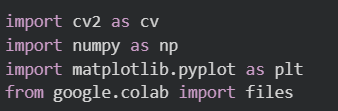 import cv2 as cv
import numpy as np
import matplotlib.pyplot as plt
from google.colab import files